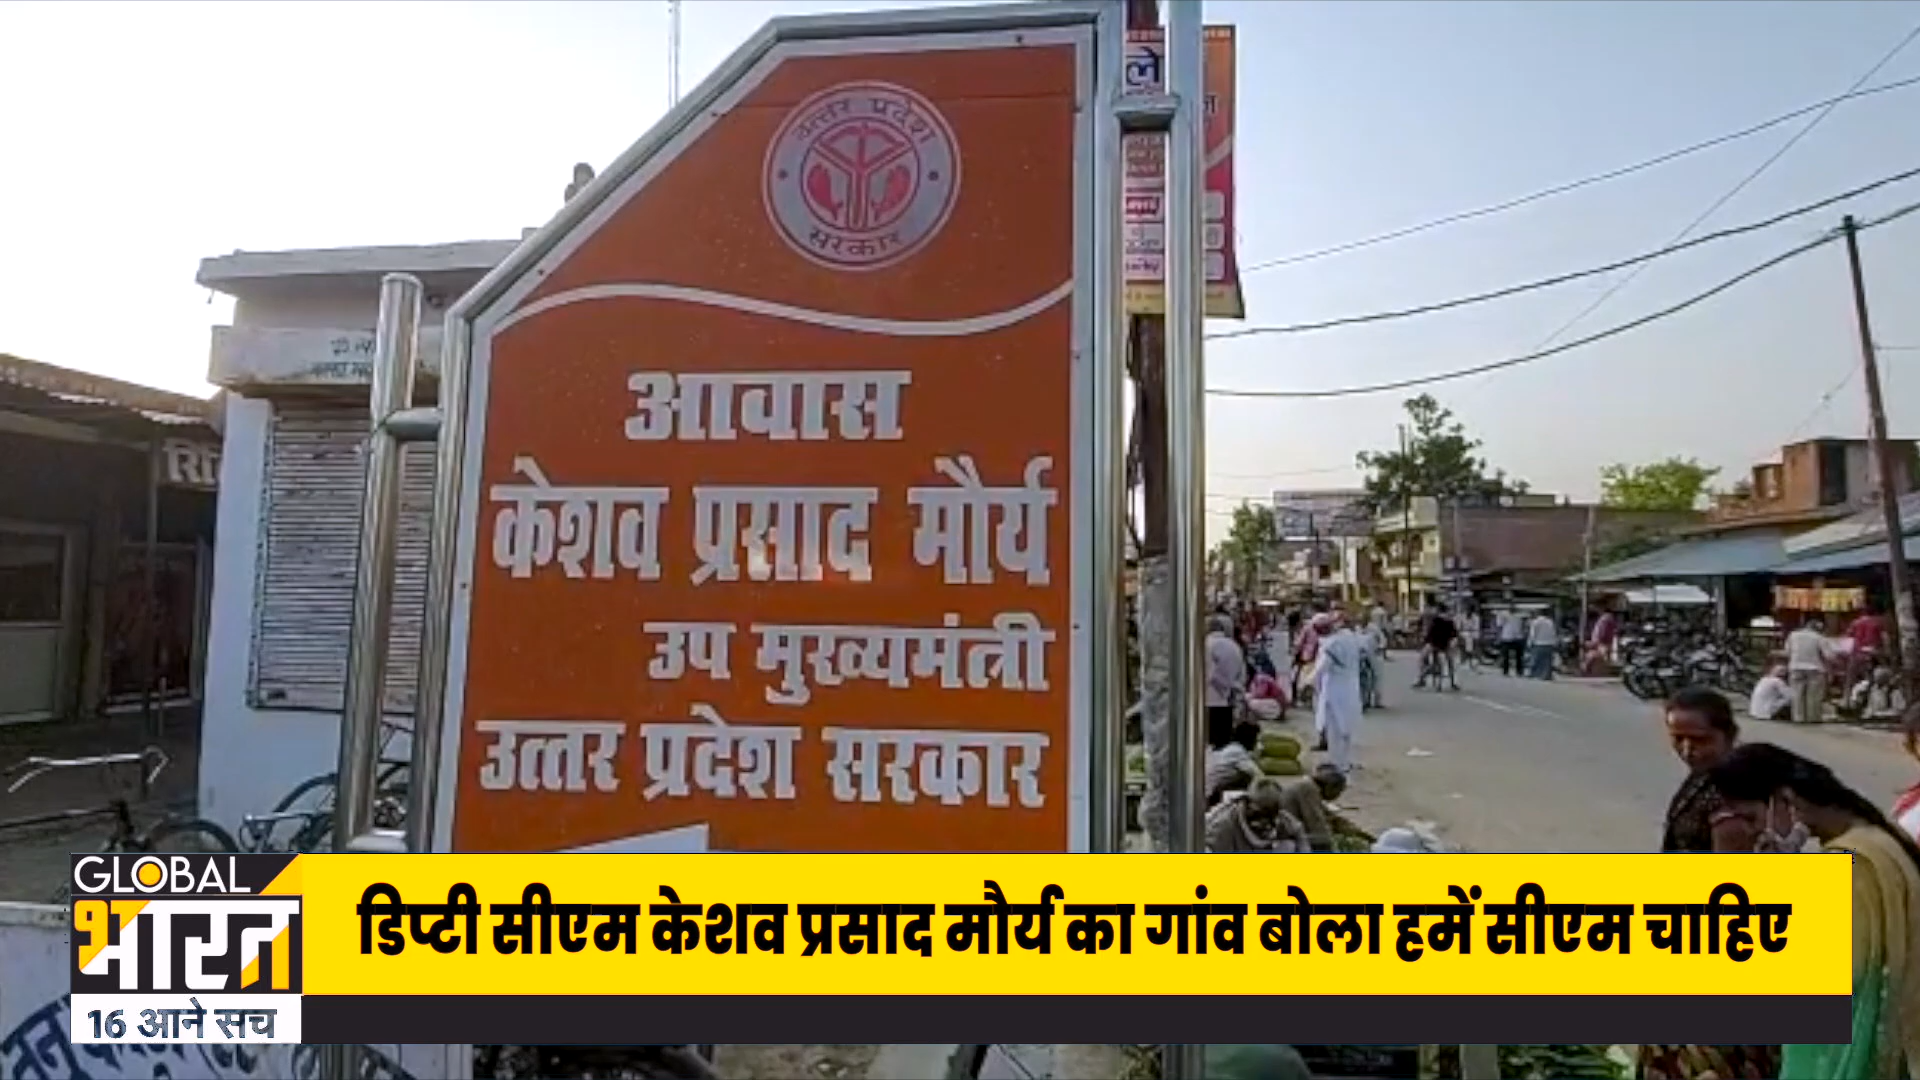 उत्तर प्रदेश
सरकार
आवास
केशव प्रसाद मौर्य
उप मुख्यमंत्री
उत्तर प्रदेश सरकार
GLOBAL
भारत
16 आने सच
डिप्टी सीएम केशव प्रसाद मौर्य का गांव बोला हमें सीएम चाहिए